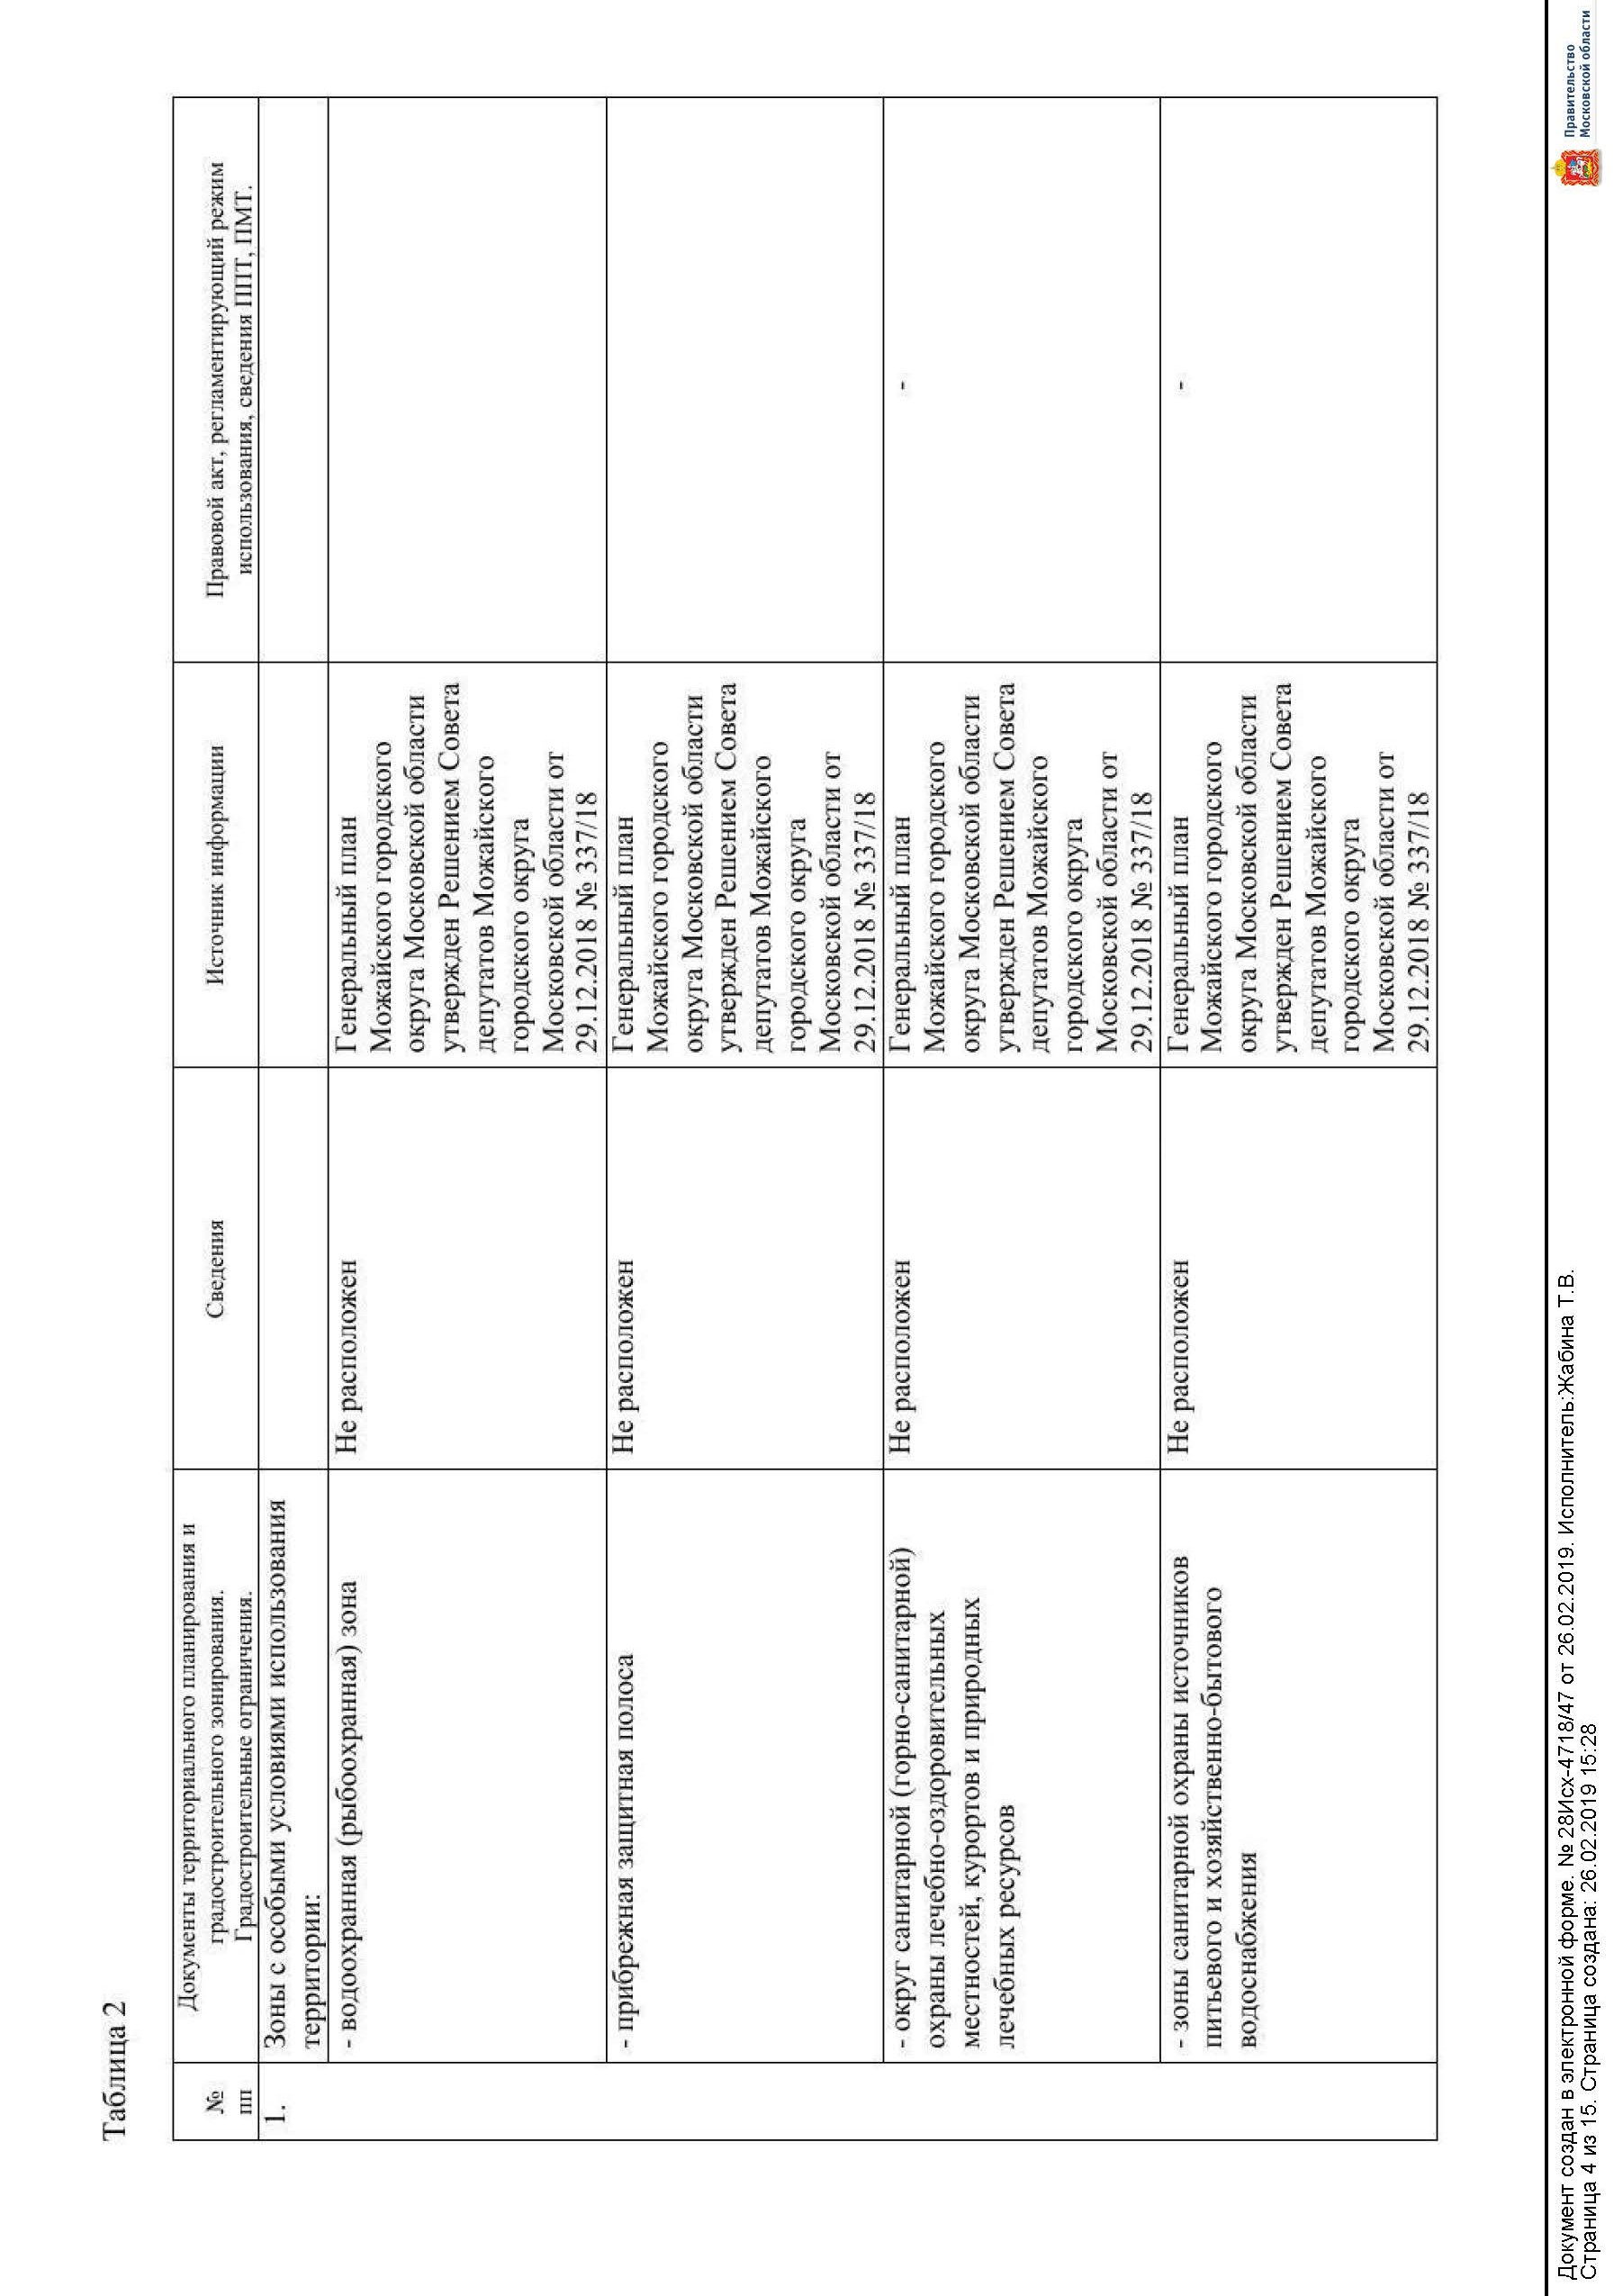 Таблица 2
№
пп
Документы территориального планирования и
градостроительного зонирования.
Градостроительные ограничения.
Сведения
Источник информации
Правовой акт, регламентирующий режим
использования, сведения ППТ, ПМТ.
1.
Зоны с особыми условиями использования
территории:
- водоохранная (рыбоохранная) зона
Не расположен
Генеральный план
Можайского городского
округа Московской области
утвержден Решением Совета
депутатов Можайского
городского округа
Московской области от
29.12.2018 № 337/18
- прибрежная защитная полоса
Не расположен
Генеральный план
Можайского городского
округа Московской области
утвержден Решением Совета
депутатов Можайского
городского округа
Московской области от
29.12.2018 № 337/18
- округ санитарной (горно-санитарной)
охраны лечебно-оздоровительных
местностей, курортов и природных
лечебных ресурсов
Не расположен
Генеральный план
Можайского городского
округа Московской области
утвержден Решением Совета
депутатов Можайского
городского округа
Московской области от
29.12.2018 № 337/18
-
- зоны санитарной охраны источников
питьевого и хозяйственно-бытового
водоснабжения
Не расположен
Генеральный план
Можайского городского
округа Московской области
утвержден Решением Совета
депутатов Можайского
городского округа
Московской области от
29.12.2018 № 337/18
-
Документ создан в электронной форме. № 28Исх-4718/47 от 26.02.2019. Исполнитель:Жабина Т.В.
Страница 4 из 15. Страница создана: 26.02.2019 15:28
Правительство
Московской области